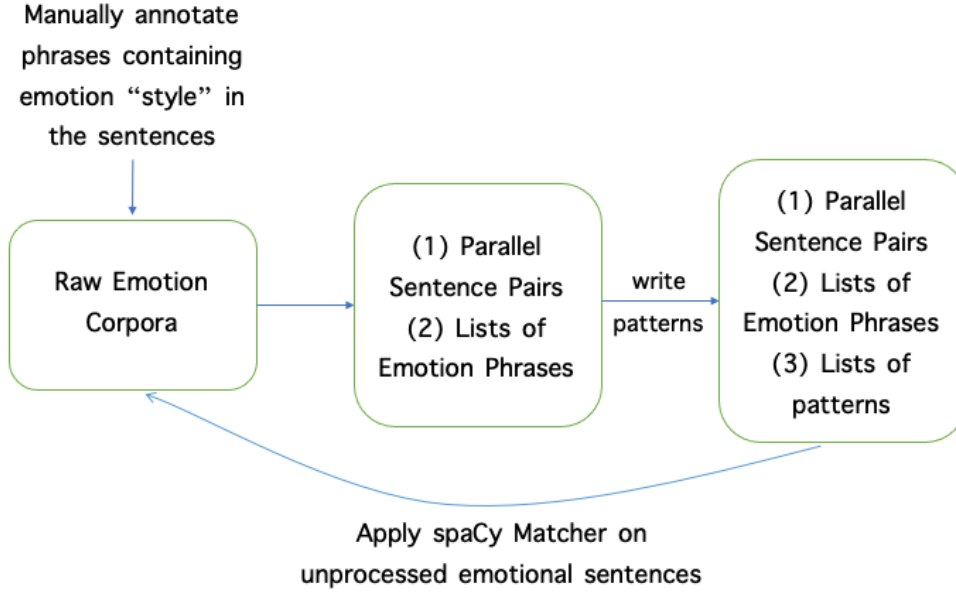 Manually annotate
phrases containing
emotion “style” in
the sentences
Raw Emotion
Corpora
(1) Parallel
Sentence Pairs
(2) Lists of
Emotion Phrases
write
patterns
(1) Parallel
Sentence Pairs
(2) Lists of
Emotion Phrases
(3) Lists of
patterns
Apply spaCy Matcher on
unprocessed emotional sentences